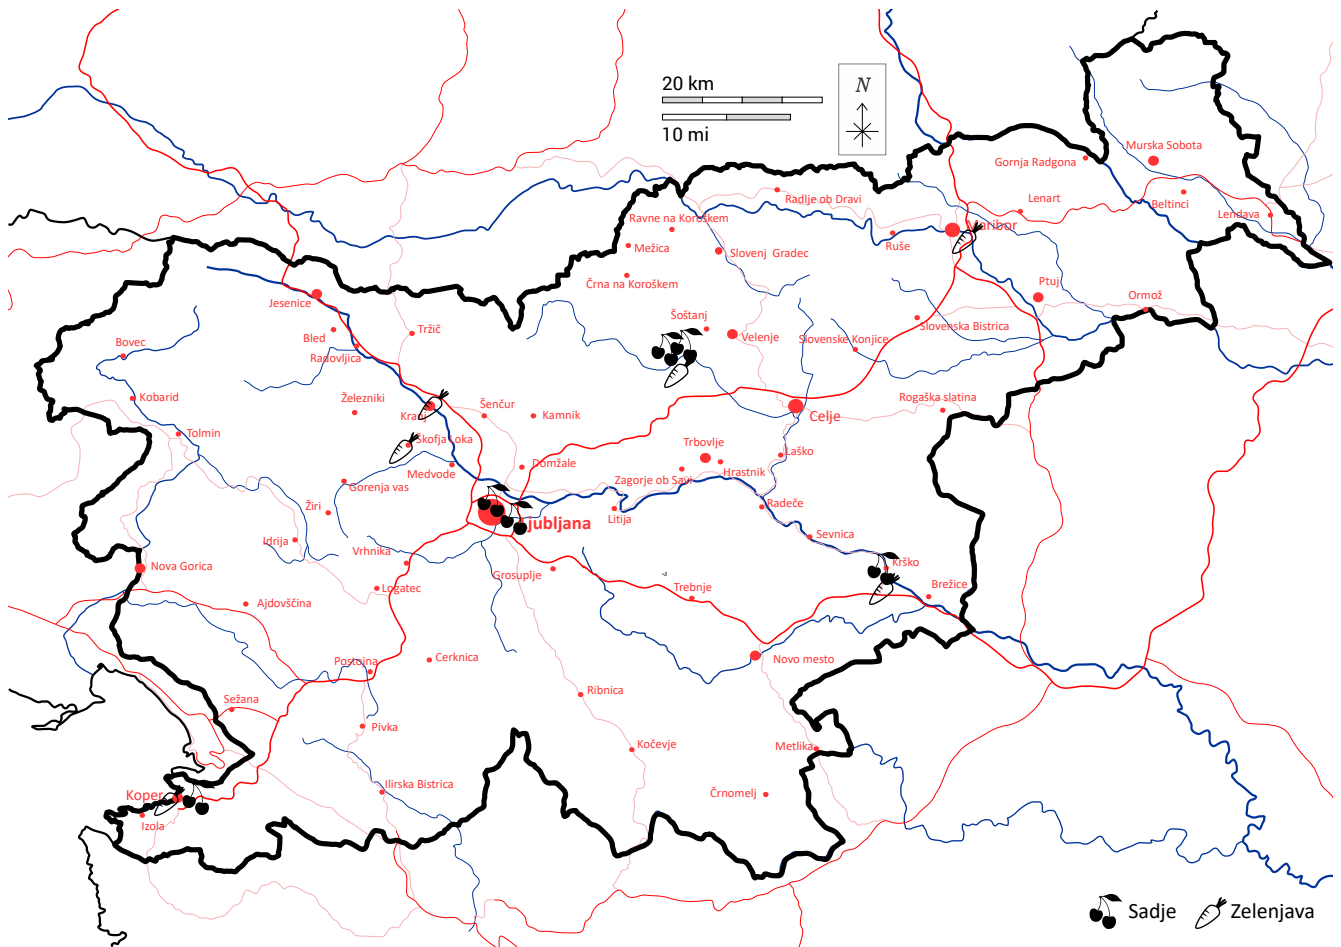 20 km
10 mi
N
Murska Sobota
Gornja Radgona
Radlje ob Dravi
Lenart
Beltinci
Lendava
Ravne na Koroškem
Maribor
Mežica
Ruše
Slovenj Gradec
Črna na Koroškem
Ptuj
Ormož
Jesenice
Šoštanj
Slovenska Bistrica
Tržič
Bled
Velenje
Slovenske Konjice
Bovec
Radovljica
Kobarid
Železniki
Šenčur
Kamnik
Kranj
Celje
Rogaška slatina
Tolmin
Škofja Loka
Trbovlje
Laško
Domžale
Medvode
Hrastnik
Zagorje ob Savi
Gorenja vas
Žiri
Radeče
Litija
Ljubljana
Idrija
Sevnica
Vrhnika
Krško
Nova Gorica
Grosuplje
Brežice
Trebnje
Logatec
Ajdovščina
Cerknica
Novo mesto
Postojna
Ribnica
Sežana
Pivka
Kočevje
Metlika
Ilirska Bistrica
Črnomelj
Koper
Izola
Sadje
Zelenjava